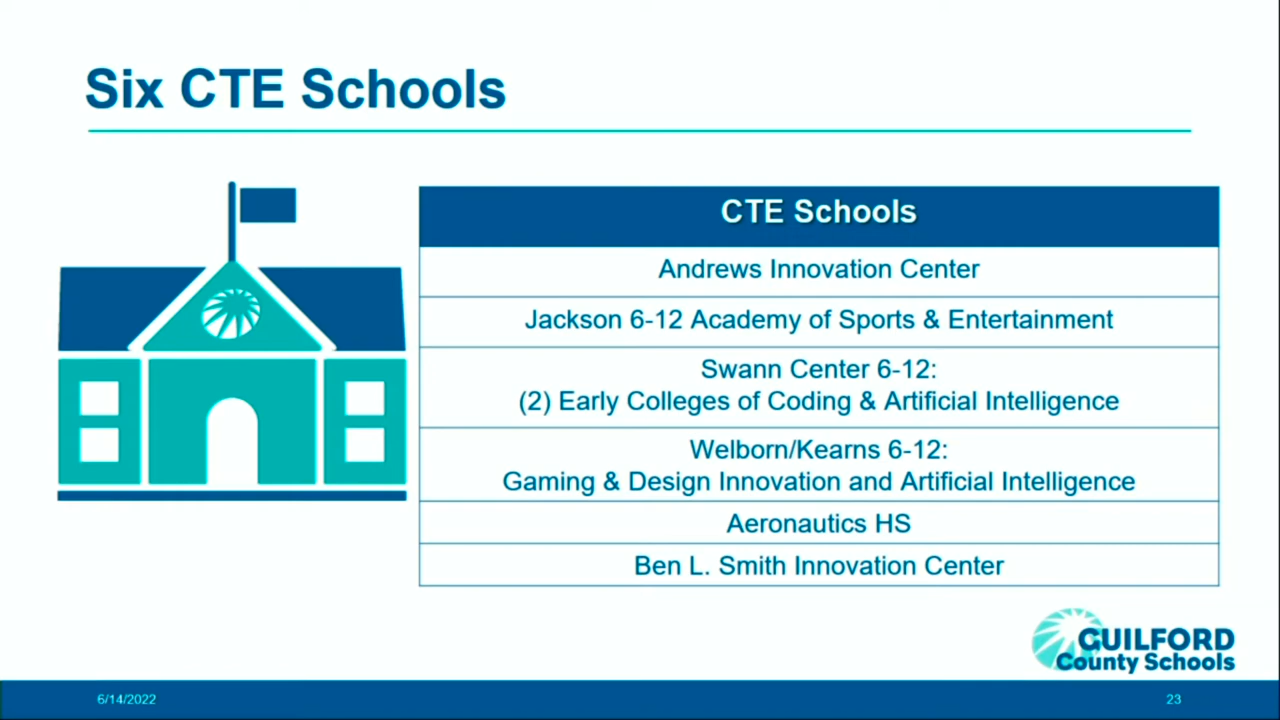 Six CTE Schools
CTE Schools
Andrews Innovation Center
Jackson 6-12 Academy of Sports & Entertainment
Swann Center 6-12:
(2) Early Colleges of Coding & Artificial Intelligence
Welborn/Kearns 6-12:
Gaming & Design Innovation and Artificial Intelligence
Aeronautics HS
Ben L. Smith Innovation Center
GUILFORD
County Schools
6/14/2022
23